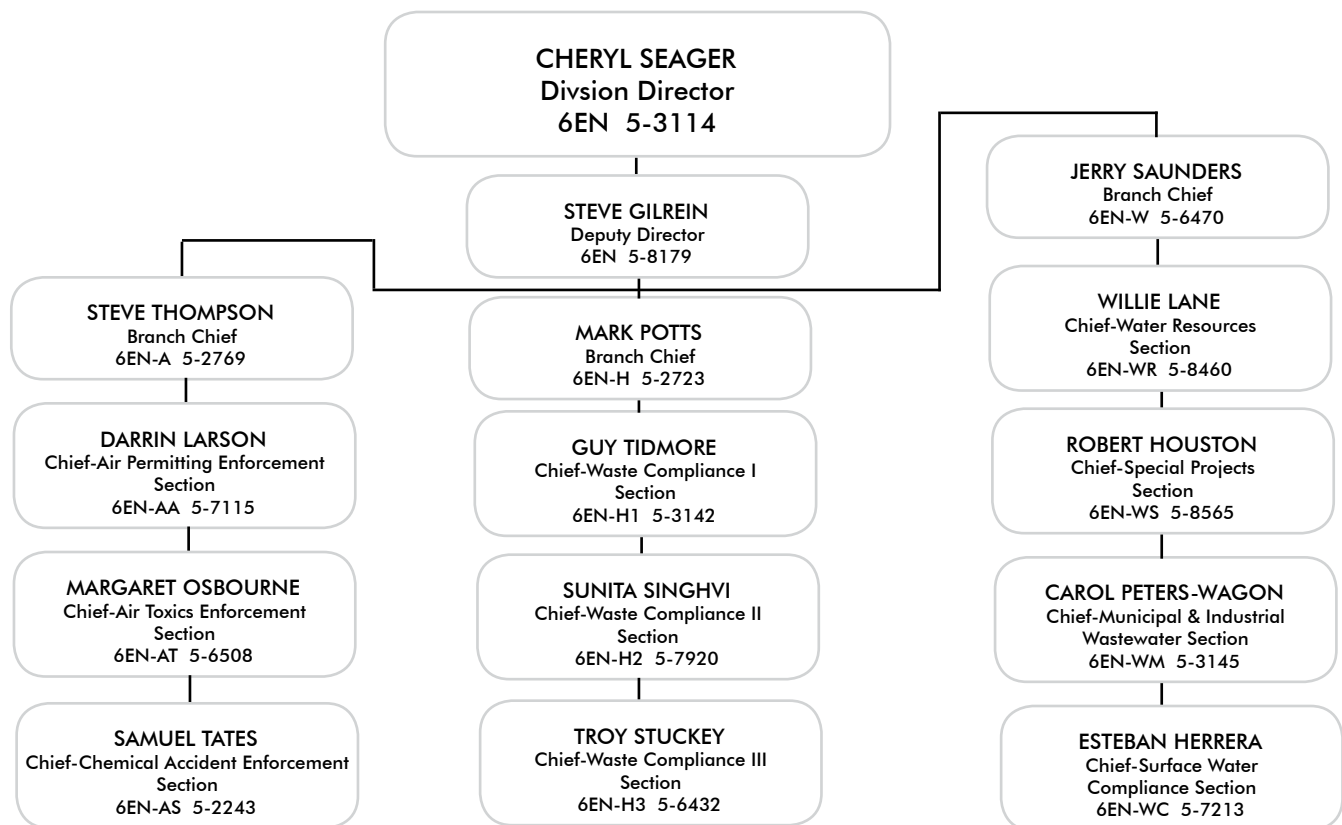 CHERYL SEAGER
Divsion Director
6EN 5-3114
STEVE GILREIN
Deputy Director
6EN 5-8179
STEVE THOMPSON
Branch Chief
6EN-A 5-2769
DARRIN LARSON
Chief-Air Permitting Enforcement
Section
6EN-AA 5-7115
MARGARET OSBOURNE
Chief-Air Toxics Enforcement
Section
6EN-AT 5-6508
SAMUEL TATES
Chief-Chemical Accident Enforcement
Section
6EN-AS 5-2243
MARK POTTS
Branch Chief
6EN-H 5-2723
GUY TIDMORE
Chief-Waste Compliance I
Section
6EN-H1 5-3142
SUNITA SINGHVI
Chief-Waste Compliance II
Section
6EN-H2 5-7920
TROY STUCKEY
Chief-Waste Compliance III
Section
6EN-H3 5-6432
JERRY SAUNDERS
Branch Chief
6EN-W 5-6470
WILLIE LANE
Chief-Water Resources
Section
6EN-WR 5-8460
ROBERT HOUSTON
Chief-Special Projects
Section
6EN-WS 5-8565
CAROL PETERS-WAGON
Chief-Municipal & Industrial
Wastewater Section
6EN-WM 5-3145
ESTEBAN HERRERA
Chief-Surface Water
Compliance Section
6EN-WC 5-7213